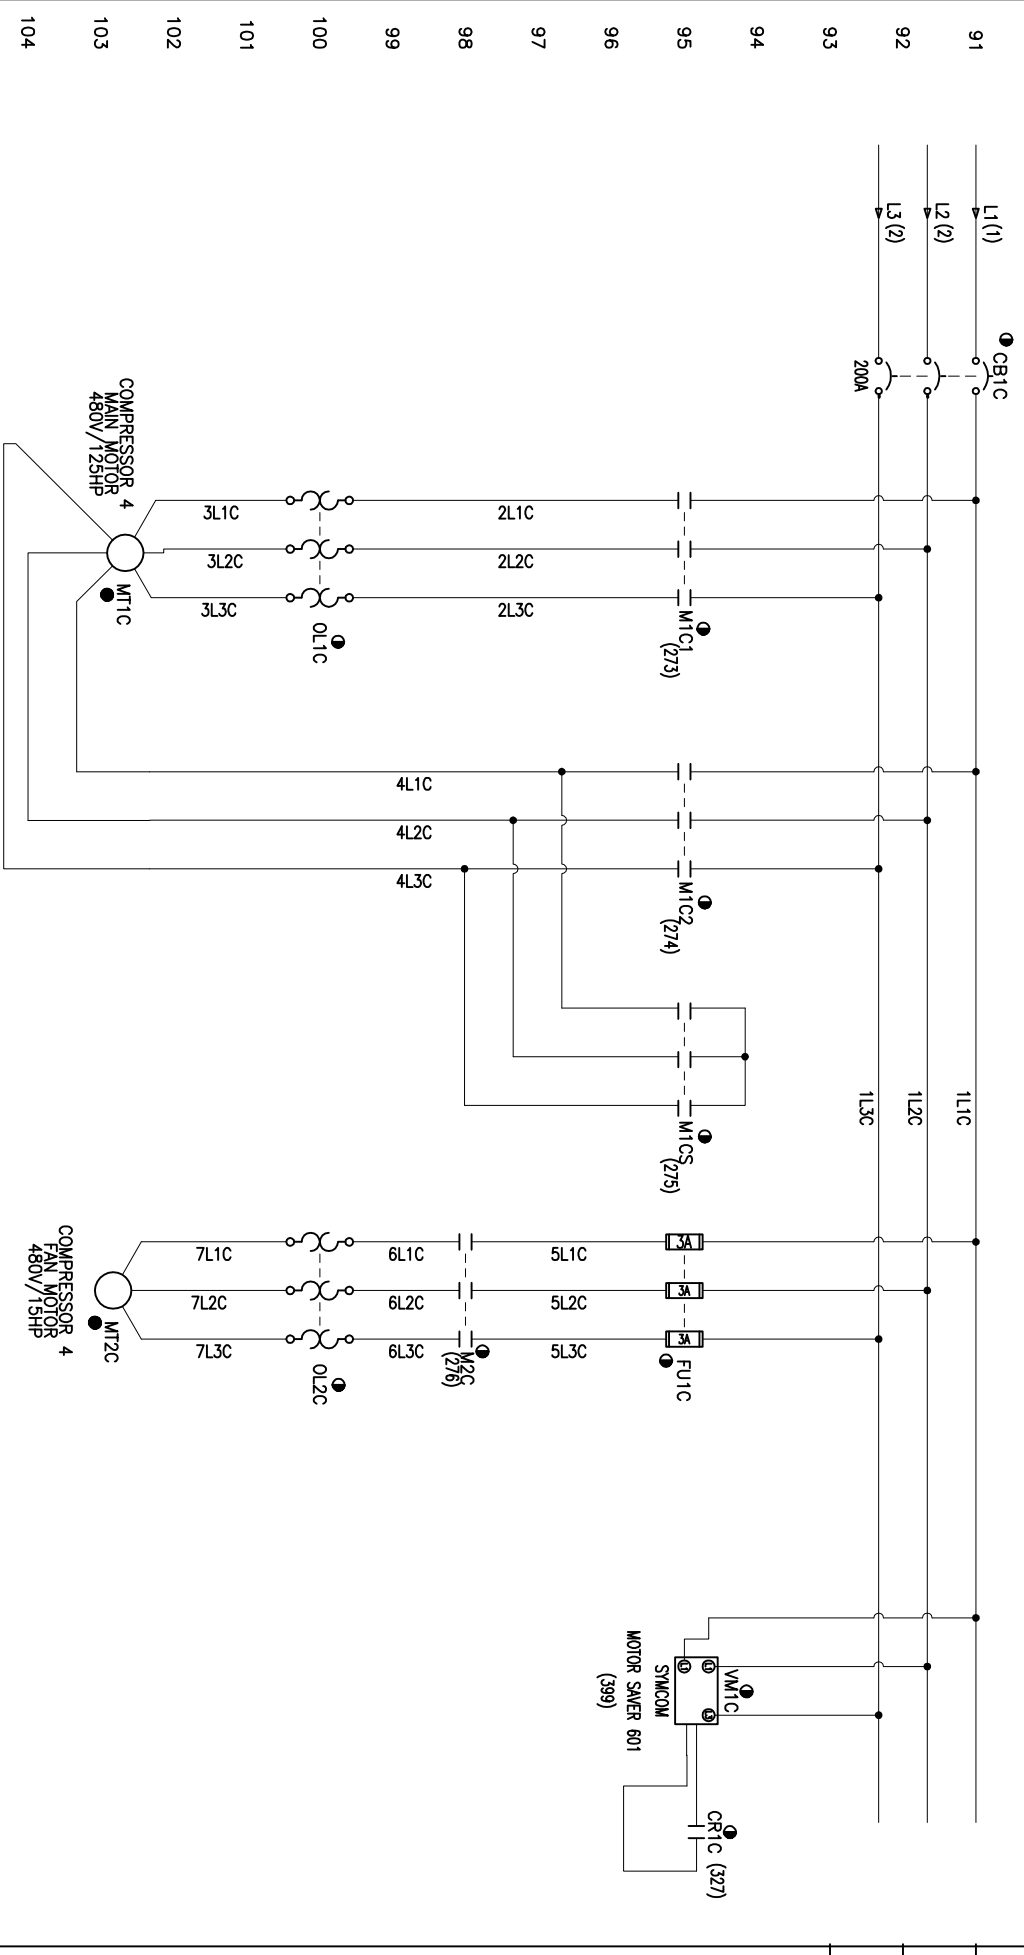 91
92
93
94
95
96
97
98
99
100
101
102
103
104
L1(1)
L2(2)
L3(2)
CB1C
200A
1L1C
1L2C
1L3C
M1C1
(273)
2L1C
2L2C
2L3C
OL1C
3L1C
3L2C
3L3C
MT1C
COMPRESSOR 4
MAIN MOTOR
480V/125HP
M1C2
(274)
4L1C
4L2C
4L3C
M1CS
(275)
3A
3A
3A
FU1C
5L1C
5L2C
5L3C
M2C
(276)
6L1C
6L2C
6L3C
OL2C
7L1C
7L2C
7L3C
MT2C
COMPRESSOR 4
FAN MOTOR
480V/15HP
VM1C
SYMCOM
MOTOR SAVER 601
(399)
CR1C (327)